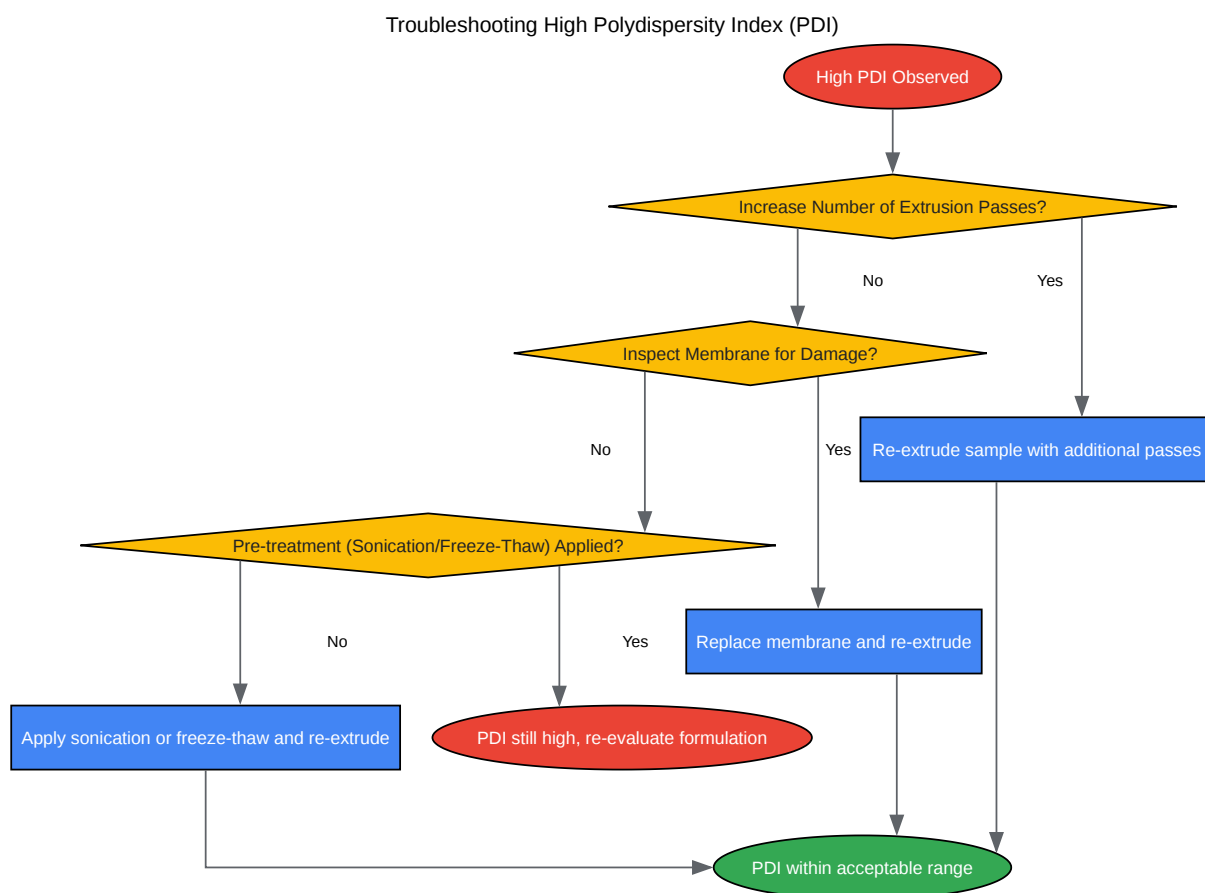 Troubleshooting High Polydispersity Index (PDI)
High PDI Observed
Increase Number of Extrusion Passes?
No
Yes
Inspect Membrane for Damage?
No
Yes
Re-extrude sample with additional passes
Pre-treatment (Sonication/Freeze-Thaw) Applied?
No
Yes
Replace membrane and re-extrude
Apply sonication or freeze-thaw and re-extrude
PDI still high, re-evaluate formulation
PDI within acceptable range